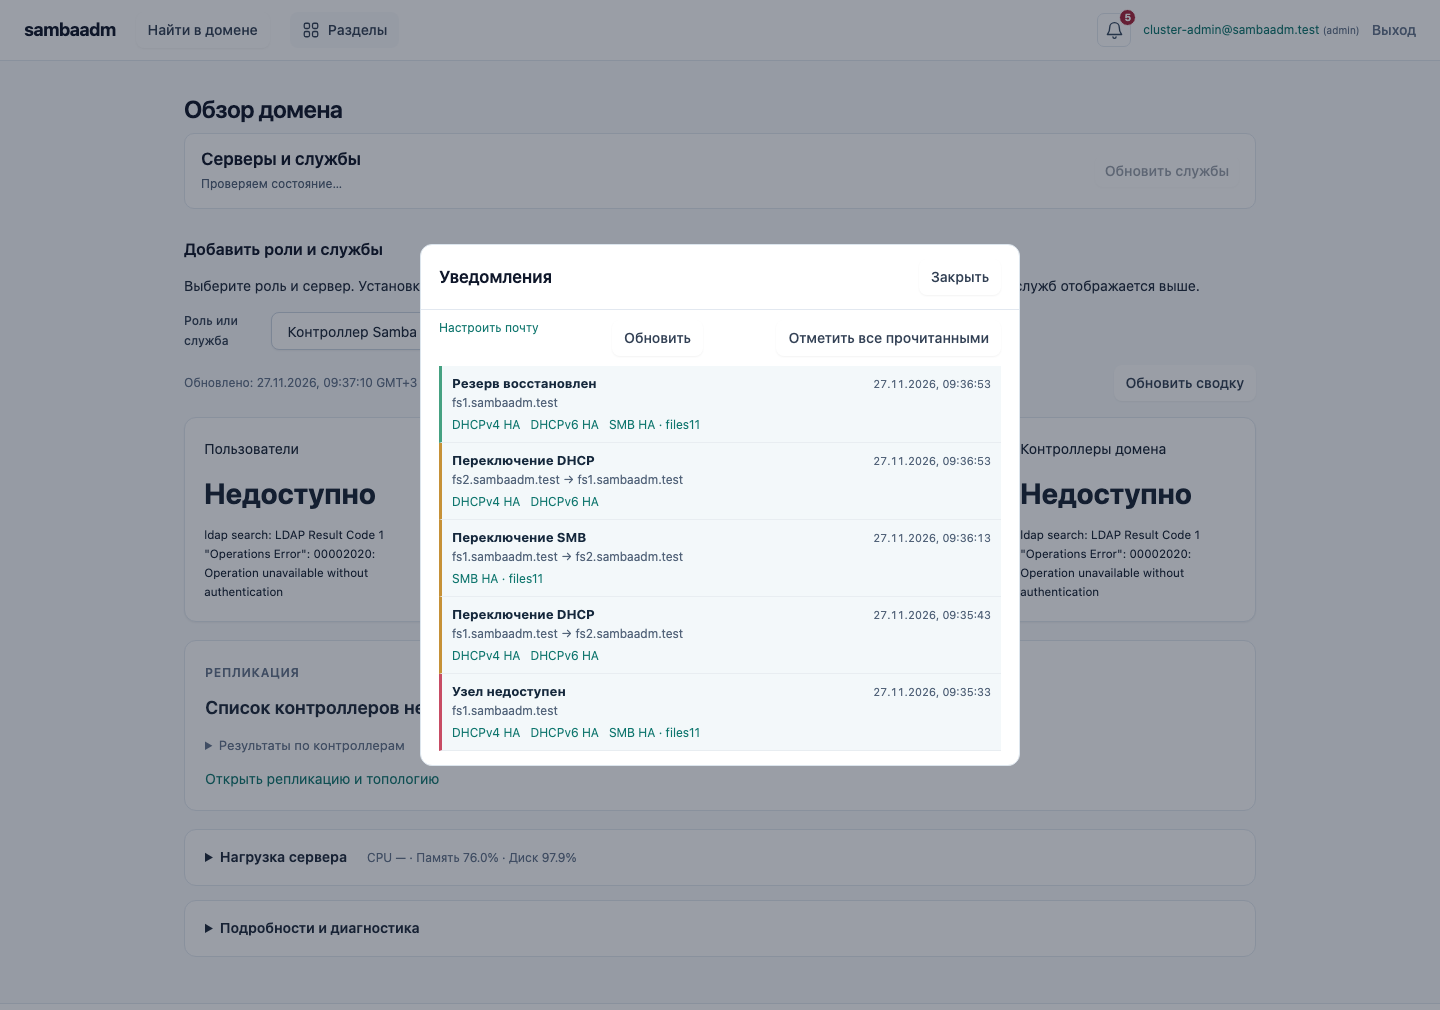 sambaadm
Найти в домене
Разделы
5
cluster-admin@sambaadm.test (admin)
Выход
Обзор домена
Серверы и службы
Проверяем состояние...
Обновить службы
Добавить роли и службы
Выберите роль и сервер. Установк
служб отображается выше.
Роль или
служба
Контроллер Samba
Обновлено: 27.11.2026, 09:37:10 GMT+3
Обновить сводку
Пользователи
Недоступно
ldap search: LDAP Result Code 1
"Operations Error": 00002020:
Operation unavailable without
authentication
Контроллеры домена
Недоступно
ldap search: LDAP Result Code 1
"Operations Error": 00002020:
Operation unavailable without
authentication
Уведомления
Закрыть
Настроить почту
Обновить
Отметить все прочитанными
Резерв восстановлен
27.11.2026, 09:36:53
fs1.sambaadm.test
DHCPv4 HA DHCPv6 HA SMB HA · files11
Переключение DHCP
27.11.2026, 09:36:53
fs2.sambaadm.test → fs1.sambaadm.test
DHCPv4 HA DHCPv6 HA
Переключение SMB
27.11.2026, 09:36:13
fs1.sambaadm.test → fs2.sambaadm.test
SMB HA · files11
Переключение DHCP
27.11.2026, 09:35:43
fs1.sambaadm.test → fs2.sambaadm.test
DHCPv4 HA DHCPv6 HA
Узел недоступен
27.11.2026, 09:35:33
fs1.sambaadm.test
DHCPv4 HA DHCPv6 HA SMB HA · files11
РЕПЛИКАЦИЯ
Список контроллеров не
Результаты по контроллерам
Открыть репликацию и топологию
Нагрузка сервера
CPU — · Память 76.0% · Диск 97.9%
Подробности и диагностика